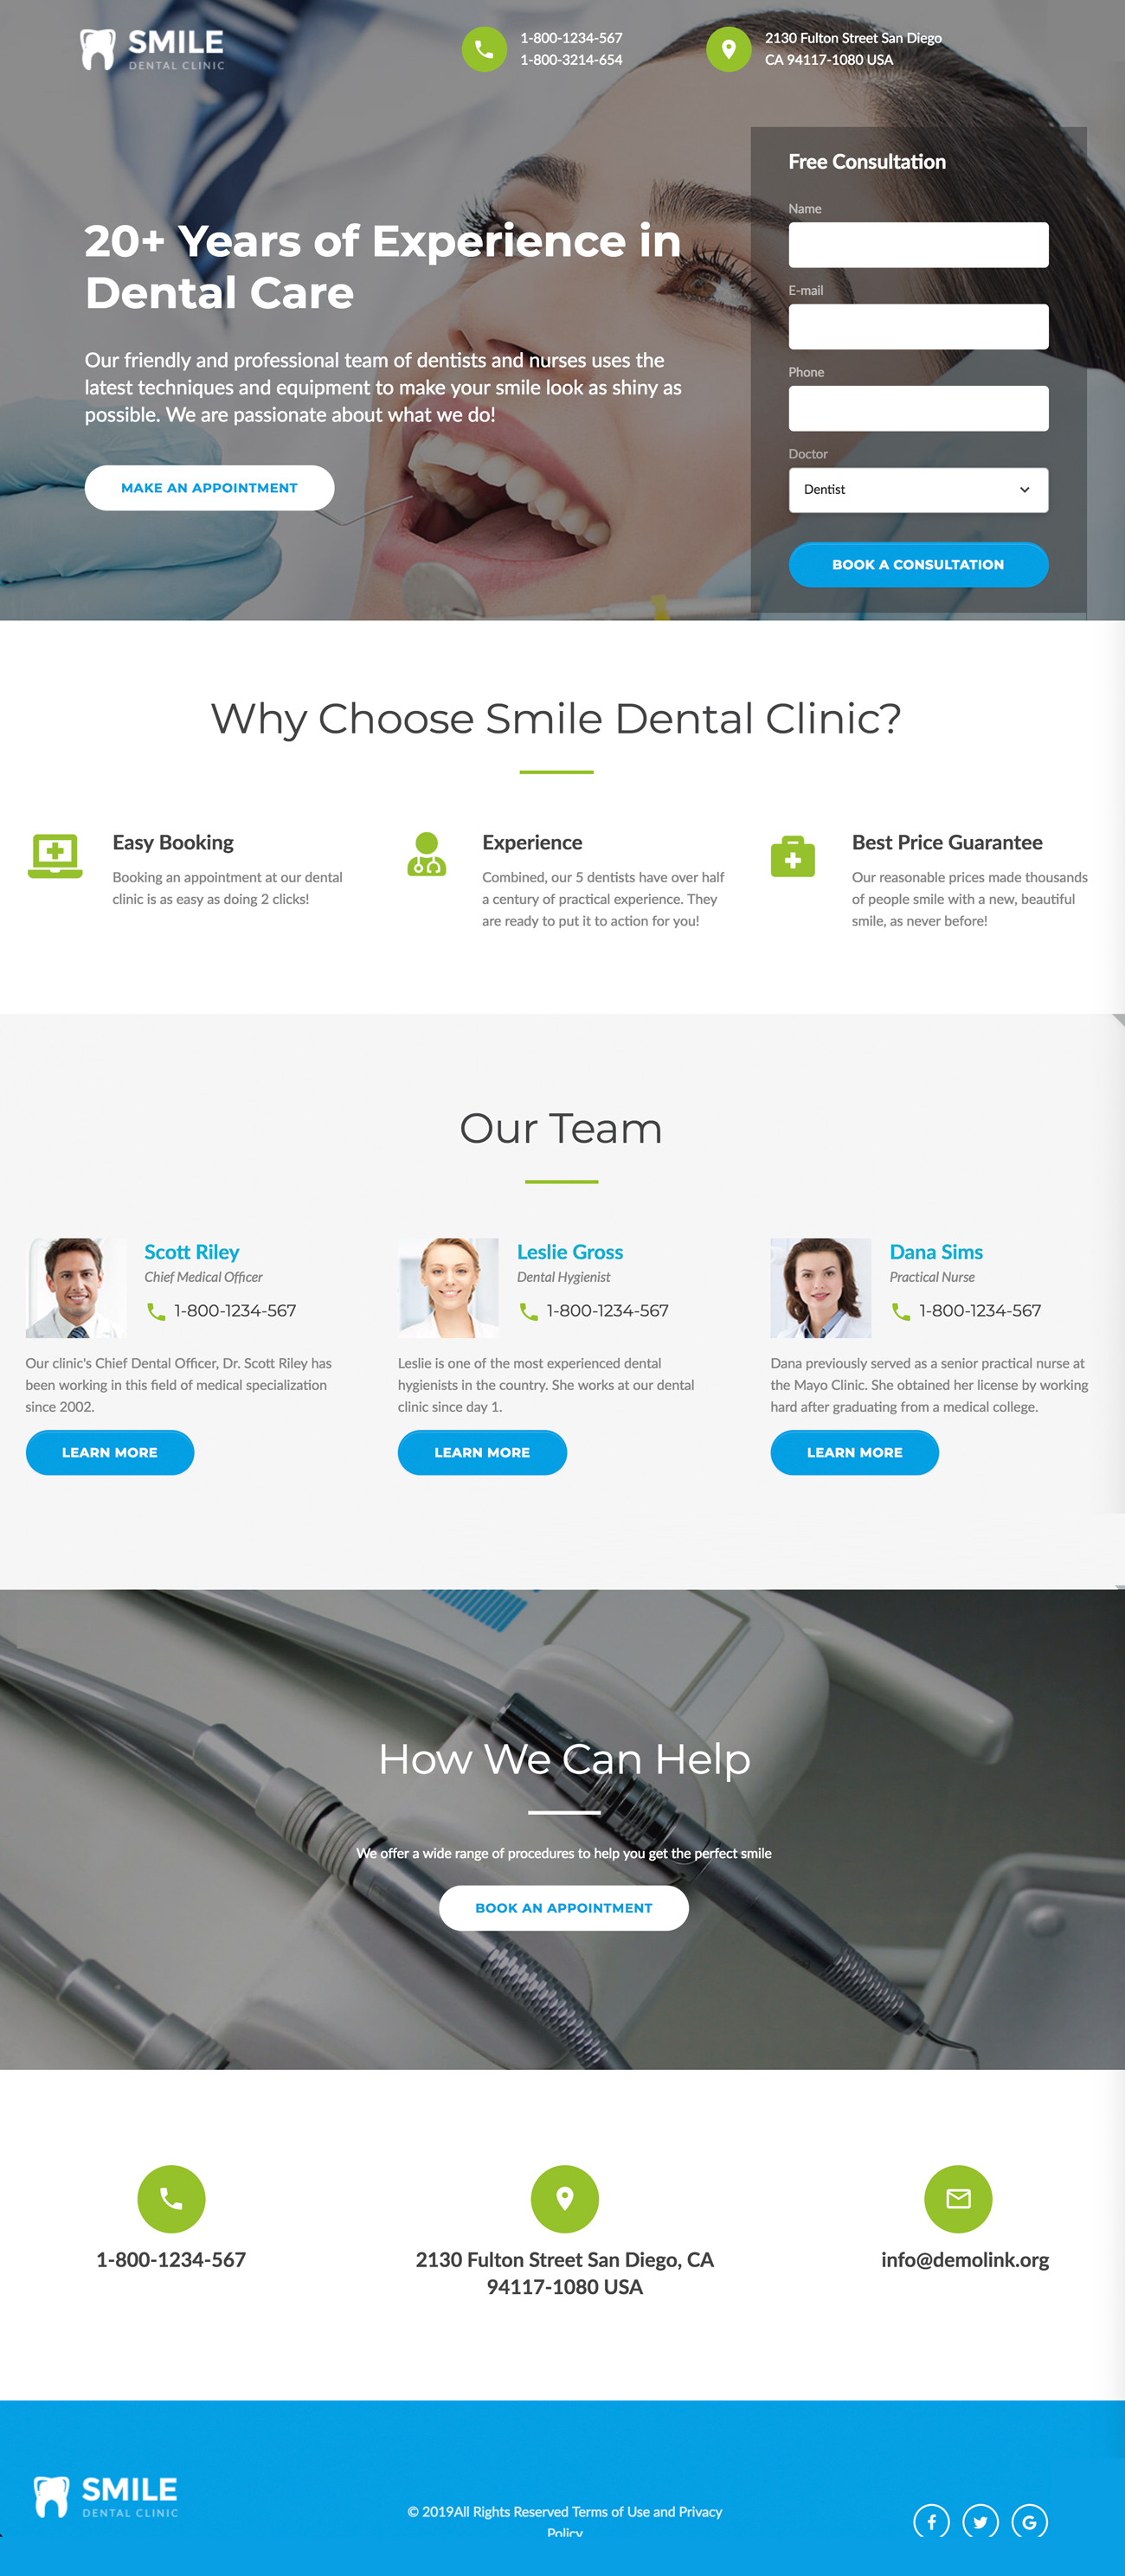 SMILE
DENTAL CLINIC
1-800-1234-567
1-800-3214-654
2130 Fulton Street San Diego
CA 94117-1080 USA
20+ Years of Experience in
Dental Care
Our friendly and professional team of dentists and nurses uses the
latest techniques and equipment to make your smile look as shiny as
possible. We are passionate about what we do!
MAKE AN APPOINTMENT
Free Consultation
Name
E-mail
Phone
Doctor
Dentist
BOOK A CONSULTATION
Why Choose Smile Dental Clinic?
Easy Booking
Booking an appointment at our dental
clinic is as easy as doing 2 clicks!
Experience
Combined, our 5 dentists have over half
a century of practical experience. They
are ready to put it to action for you!
Best Price Guarantee
Our reasonable prices made thousands
of people smile with a new, beautiful
smile, as never before!
Our Team
Scott Riley
Chief Medical Officer
1-800-1234-567
Our clinic's Chief Dental Officer, Dr. Scott Riley has
been working in this field of medical specialization
since 2002.
LEARN MORE
Leslie Gross
Dental Hygienist
1-800-1234-567
Leslie is one of the most experienced dental
hygienists in the country. She works at our dental
clinic since day 1.
LEARN MORE
Dana Sims
Practical Nurse
1-800-1234-567
Dana previously served as a senior practical nurse at
the Mayo Clinic. She obtained her license by working
hard after graduating from a medical college.
LEARN MORE
How We Can Help
We offer a wide range of procedures to help you get the perfect smile
BOOK AN APPOINTMENT
1-800-1234-567
2130 Fulton Street San Diego, CA
94117-1080 USA
info@demolink.org
SMILE
DENTAL CLINIC
© 2019All Rights Reserved Terms of Use and Privacy
Policy